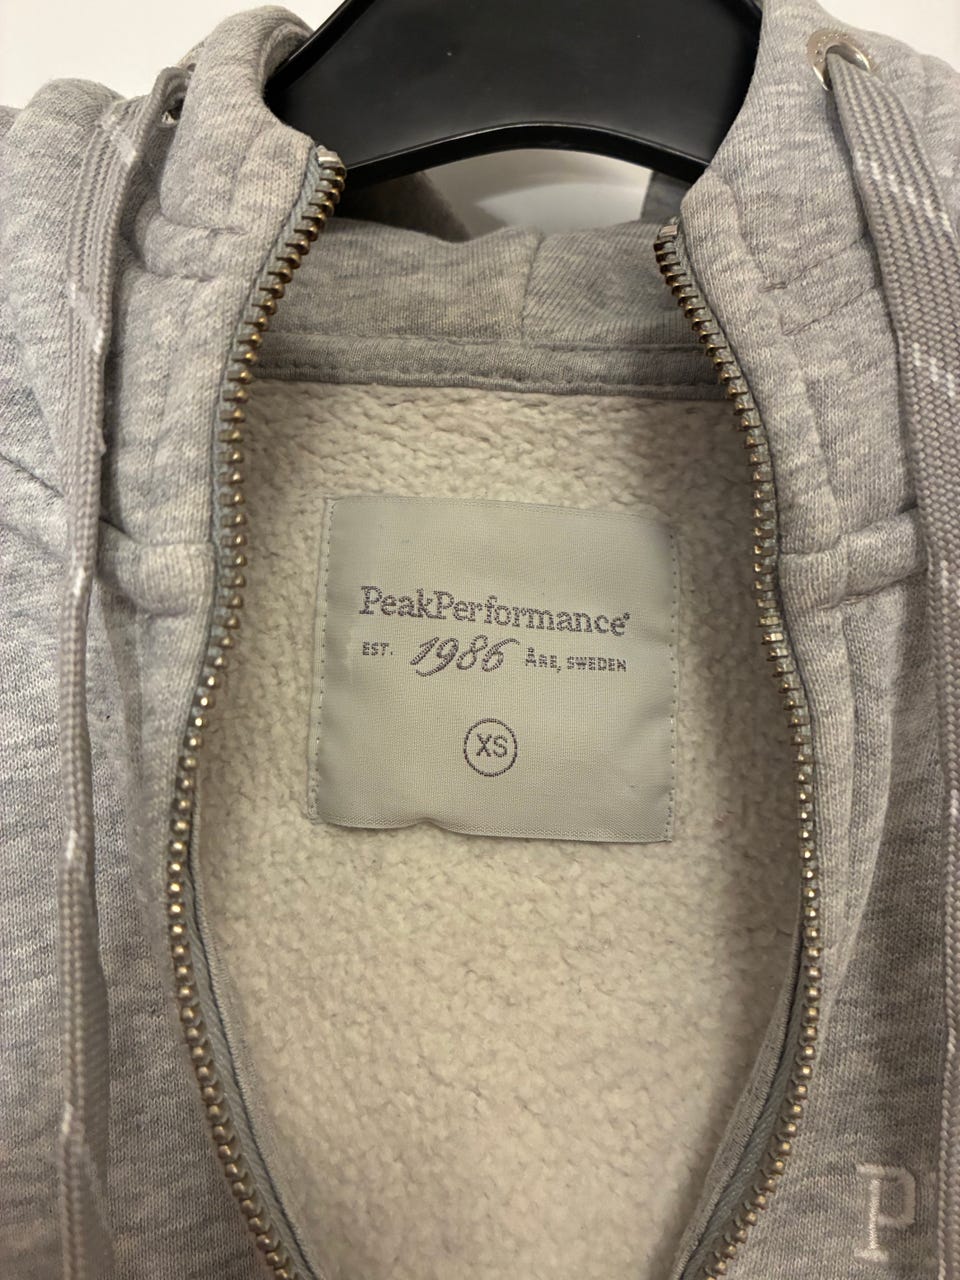 PeakPerformance®
EST. 1986 ÅRE, SWEDEN
XS
P